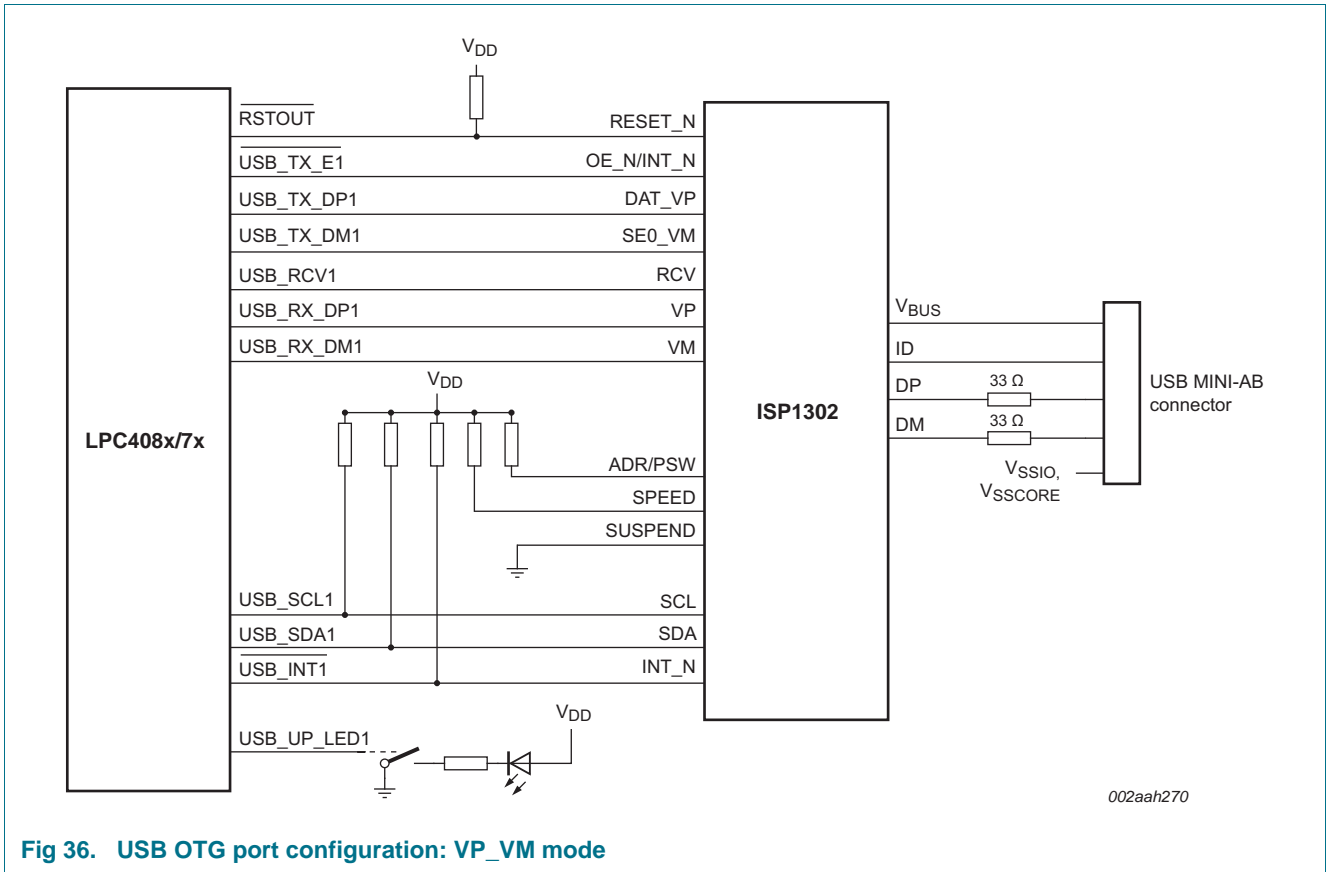 VDD
RSTOUT
RESET_N
USB_TX_E1
OE_N/INT_N
USB_TX_DP1
DAT_VP
USB_TX_DM1
SE0_VM
USB_RCV1
RCV
USB_RX_DP1
VP
USB_RX_DM1
VM
VBUS
ID
DP
33 Ω
DM
33 Ω
USB MINI-AB
connector
VSSIO,
VSSCORE
LPC408x/7x
ISP1302
VDD
ADR/PSW
SPEED
SUSPEND
USB_SCL1
SCL
USB_SDA1
SDA
USB_INT1
INT_N
VDD
USB_UP_LED1
002aah270
Fig 36. USB OTG port configuration: VP_VM mode